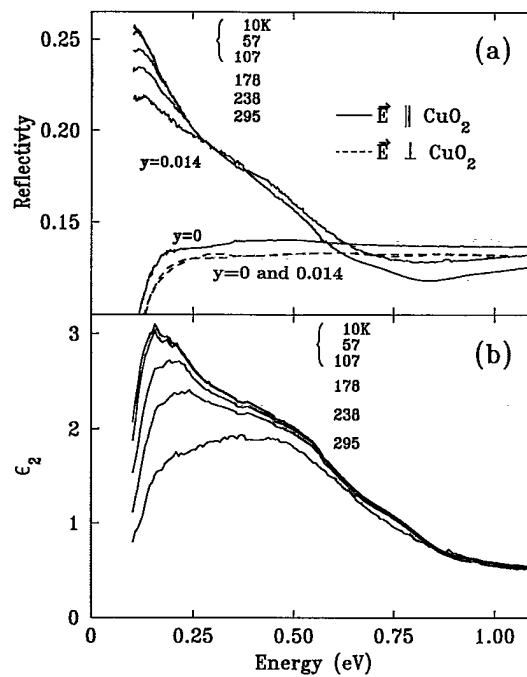 0.25
0.20
0.15
Reflectivty
10K
57
107
178
238
295
(a)
E⃗ ∥ CuO₂
E⃗ ⊥ CuO₂
y=0.014
y=0
y=0 and 0.014
3
2
1
0
ϵ₂
10K
57
107
178
238
295
(b)
0
0.25
0.50
0.75
1.00
Energy (eV)